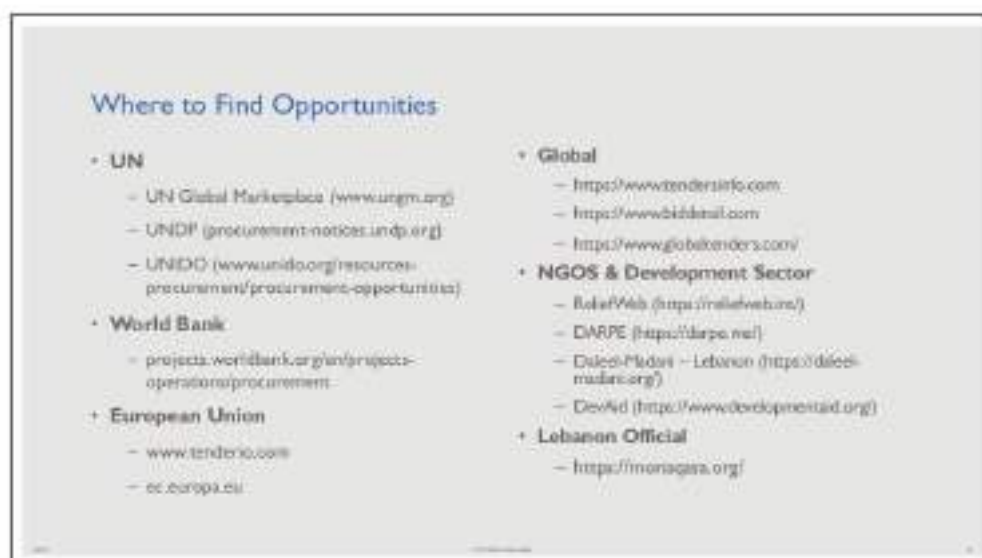 Where to Find Opportunities
• UN
– UN Global Marketplace (www.ungm.org)
– UNDP (procurement-notices.undp.org)
– UNIDO (www.unido.org/resources-
procurement/procurement-opportunities)
• World Bank
– projects.worldbank.org/en/projects-
operations/procurement
• European Union
– www.tenderio.com
– ec.europa.eu
• Global
– https://www.tendersinfo.com
– https://www.biddetail.com
– https://www.globaltenders.com/
• NGOS & Development Sector
– ReliefWeb (https://reliefweb.int/)
– DARPE (https://darpe.me/)
– Daleel-Madani – Lebanon (https://daleel-
madani.org/)
– DevAid (https://www.developmentaid.org/)
• Lebanon Official
– https://monaqasa.org/